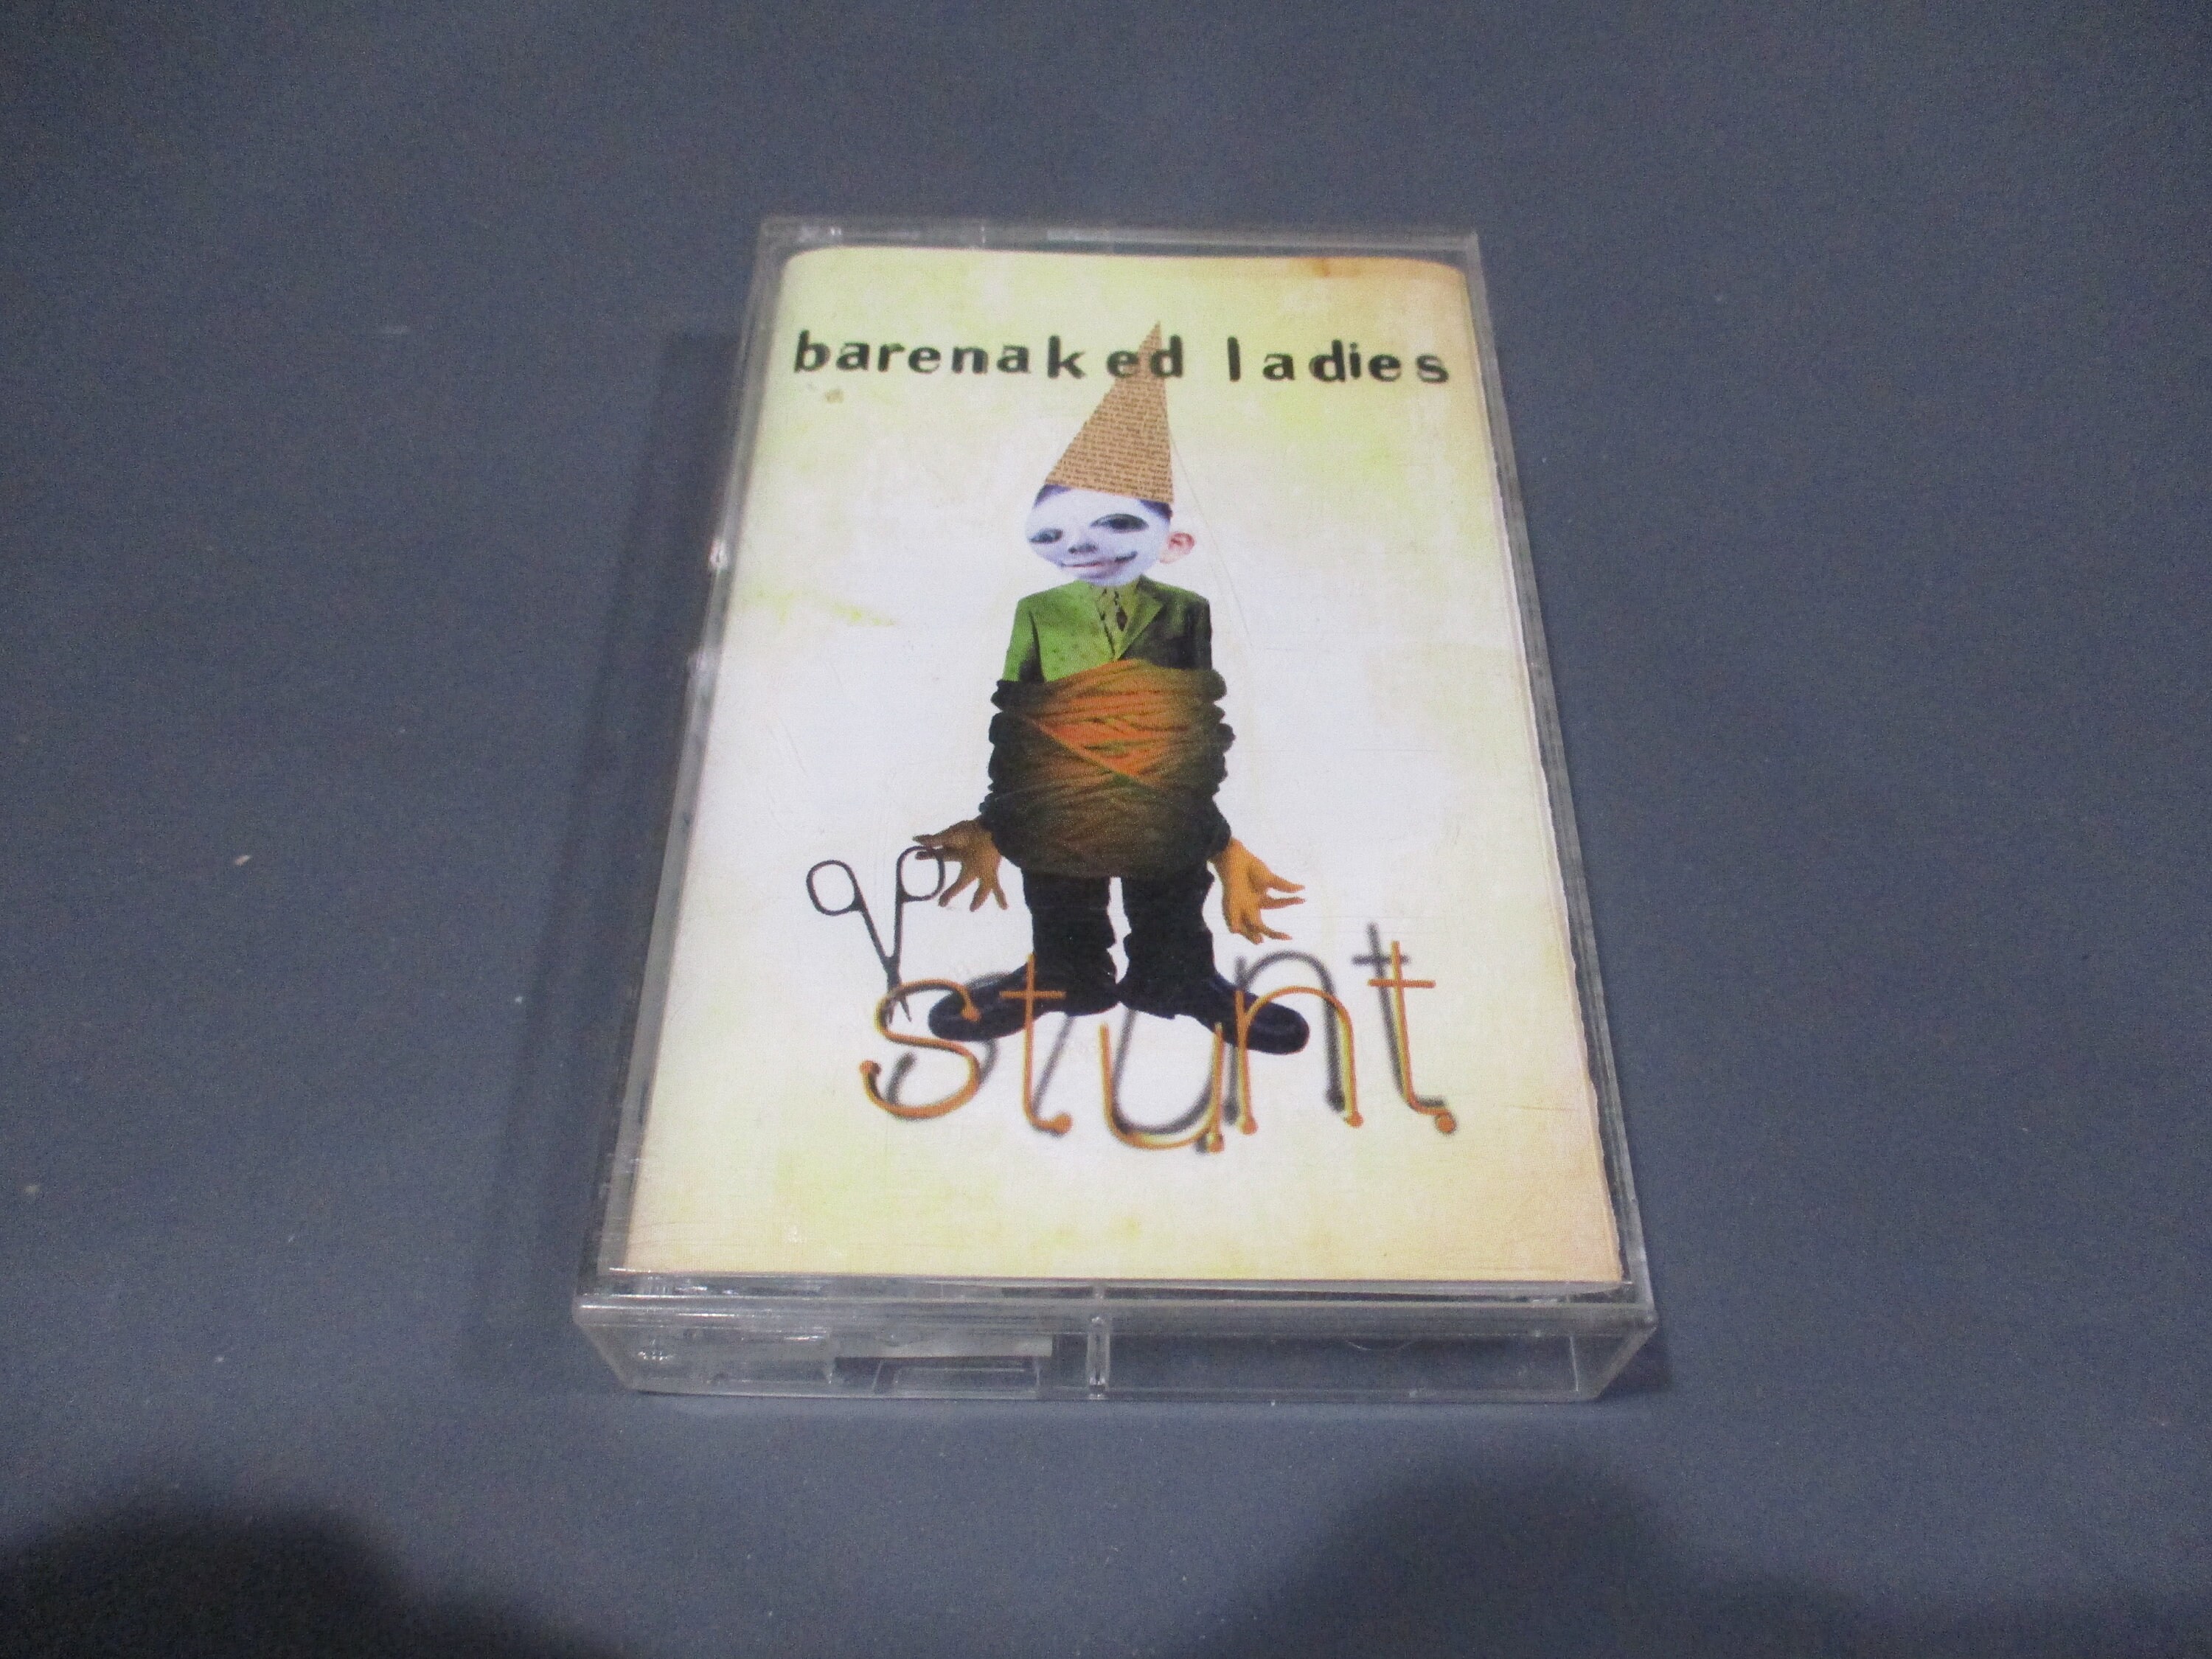 barenaked ladies
stunt